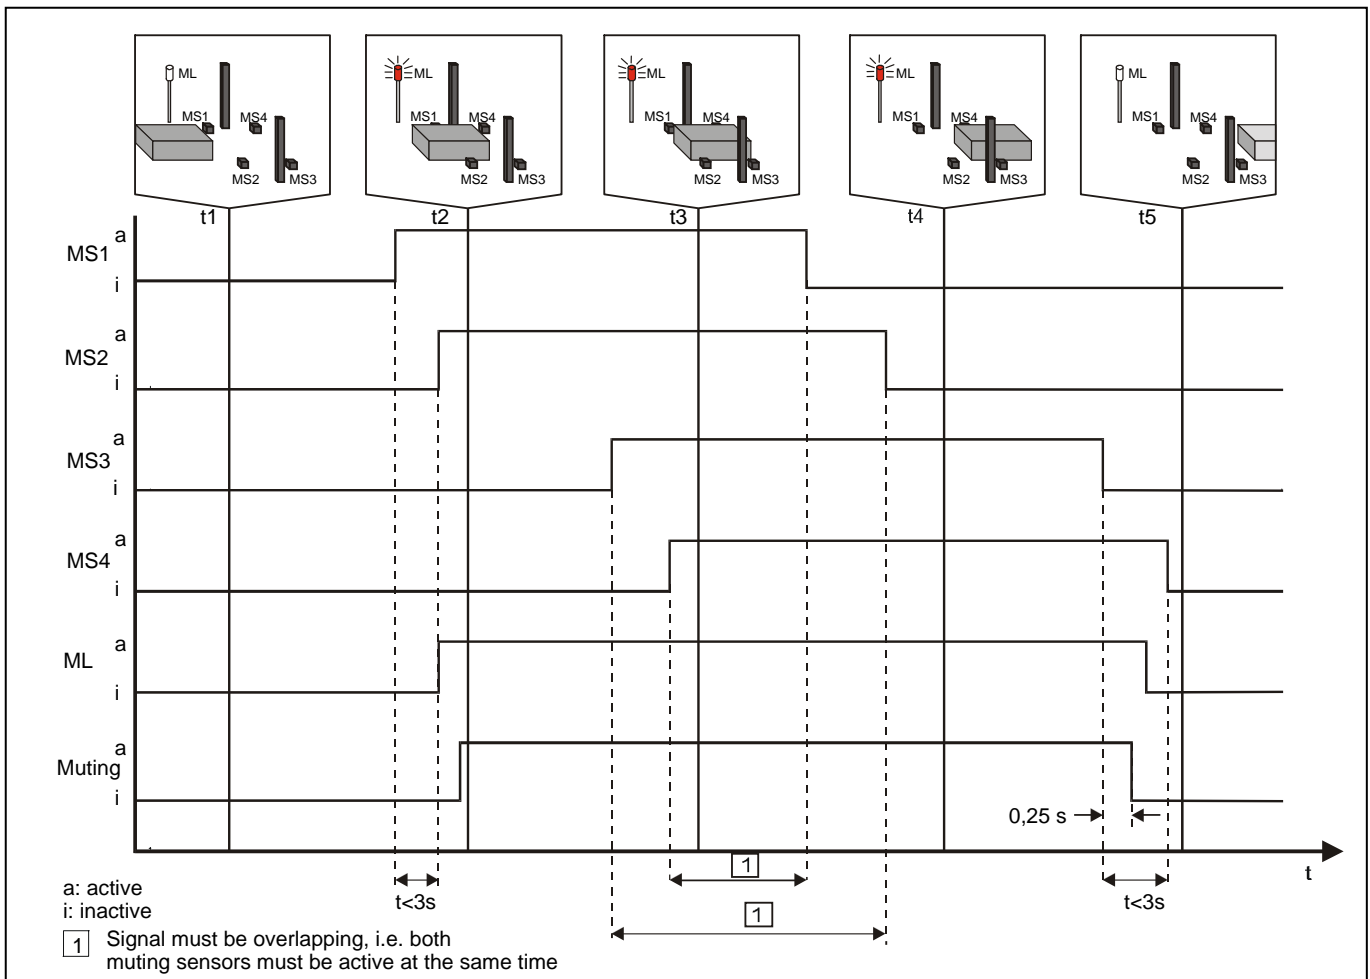 ML
MS1
MS4
MS2
MS3
ML
MS1
MS4
MS2
MS3
ML
MS1
MS4
MS2
MS3
ML
MS1
MS4
MS2
MS3
ML
MS1
MS4
MS2
MS3
t1
t2
t3
t4
t5
a
MS1
i
a
MS2
i
a
MS3
i
a
MS4
i
a
ML
i
a
Muting
i
0,25 s
t
1
t<3s
t<3s
1
a: active
i: inactive
1 Signal must be overlapping, i.e. both
muting sensors must be active at the same time